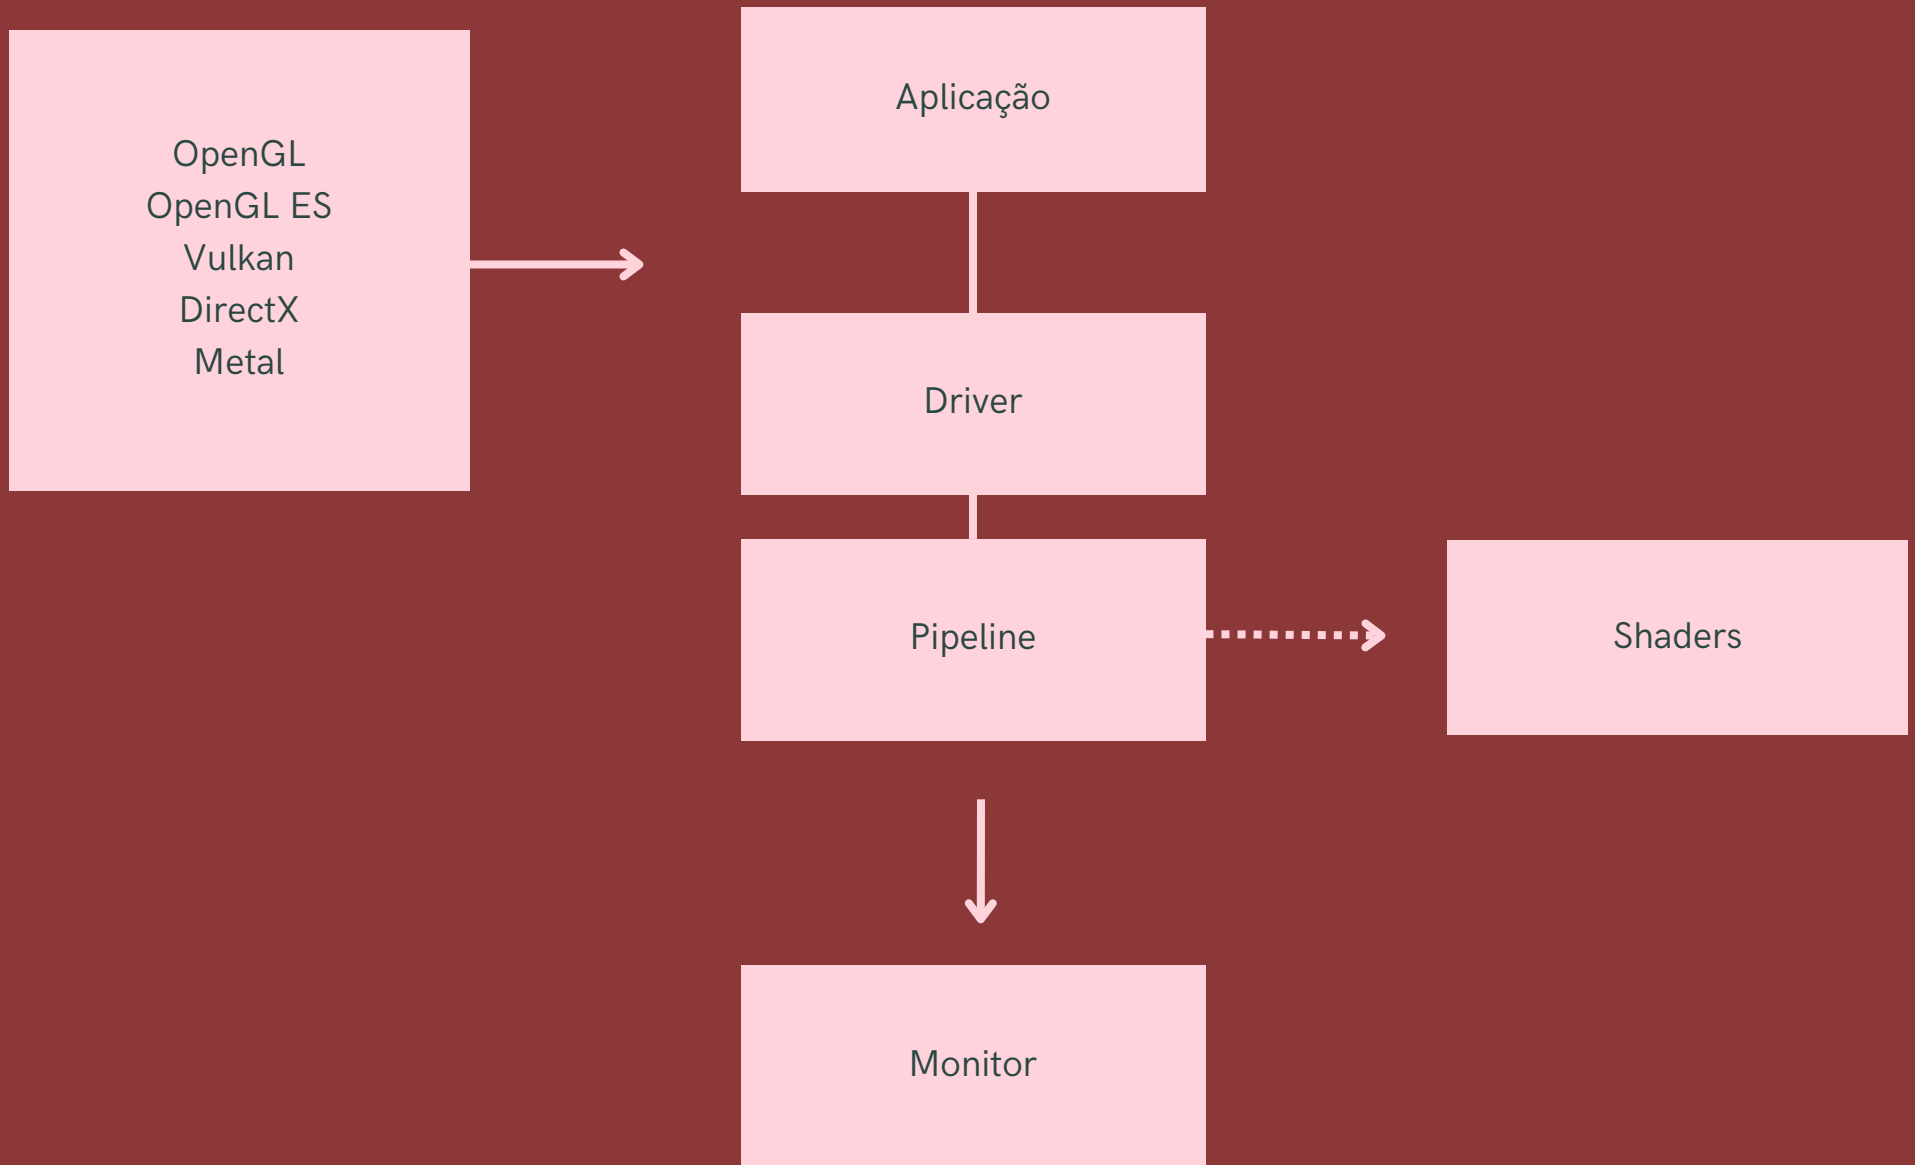 OpenGL
OpenGL ES
Vulkan
DirectX
Metal
Aplicação
Driver
Pipeline
Shaders
Monitor